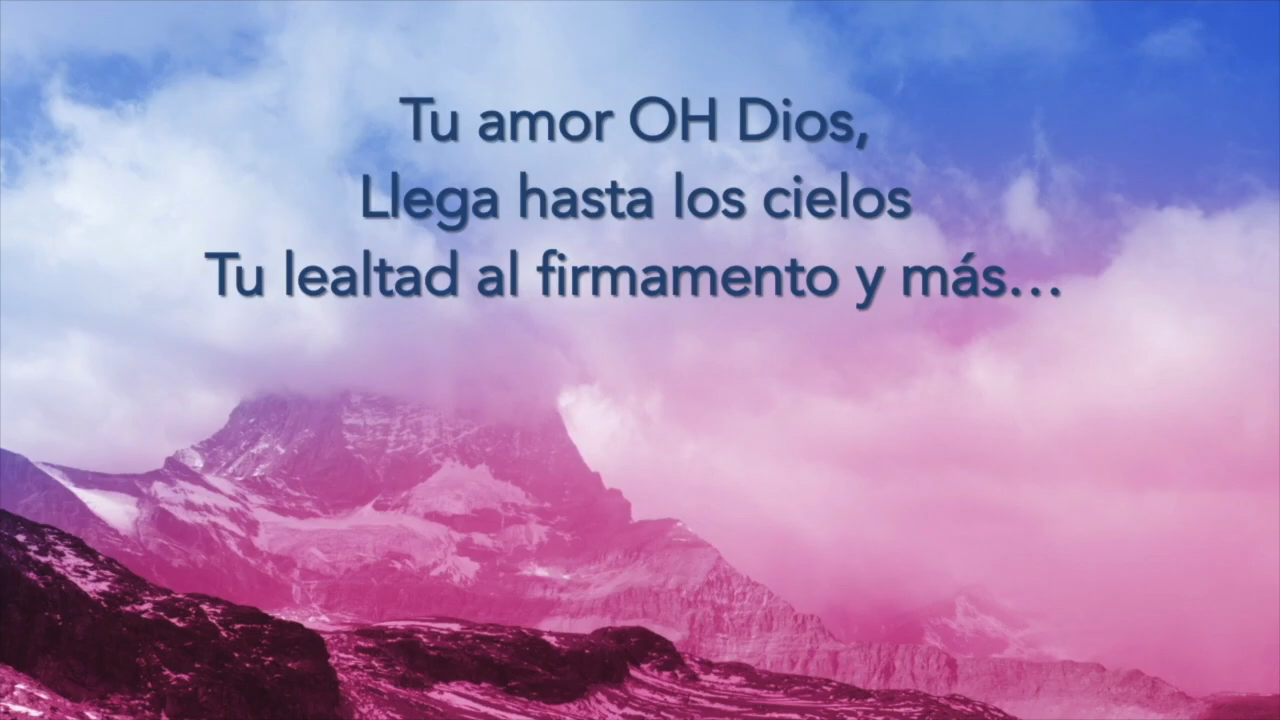 Tu amor OH Dios,
Llega hasta los cielos
Tu lealtad al firmamento y más...